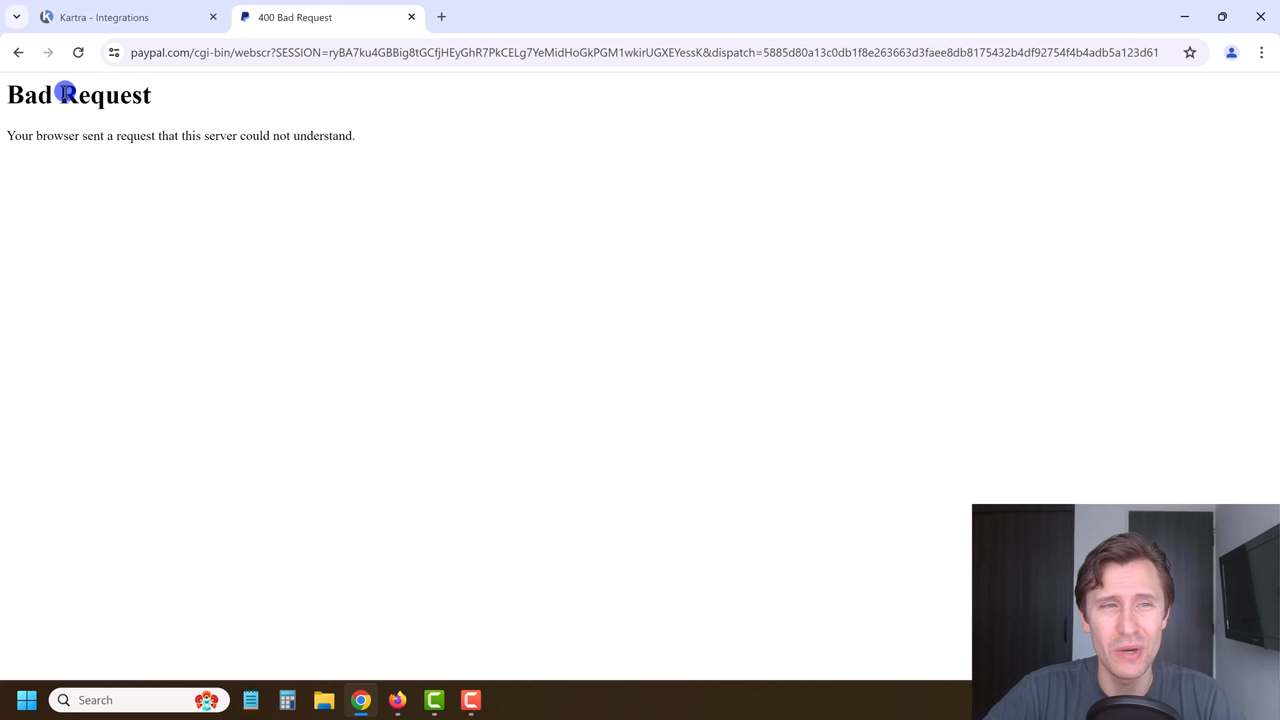 Kartra - Integrations
400 Bad Request
paypal.com/cgi-bin/webscr?SESSION=ryBA7ku4GBBig8tGCfjHEyGhR7PkCELg7YeMidHoGkPGM1wkirUGXEYessK&dispatch=5885d80a13c0db1f8e263663d3faee8db8175432b4df92754f4b4adb5a123d61
Bad Request
Your browser sent a request that this server could not understand.
Search